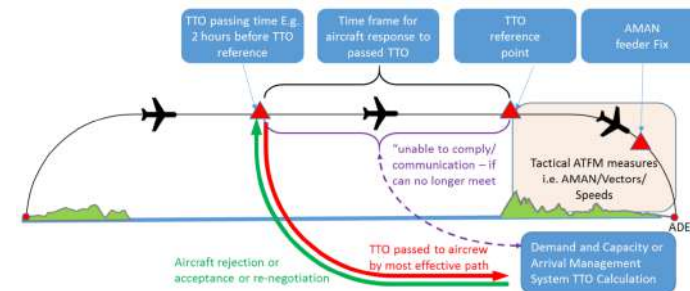 TTO passing time E.g.
2 hours before TTO
reference
Time frame for
aircraft response to
passed TTO
TTO
reference
point
AMAN
feeder Fix
"unable to comply/
communication – if
can no longer meet
Tactical ATFM measures
i.e. AMAN/Vectors/
Speeds
ADE
Aircraft rejection or
acceptance or re-negotiation
TTO passed to aircrew
by most effective path
Demand and Capacity or
Arrival Management
System TTO Calculation